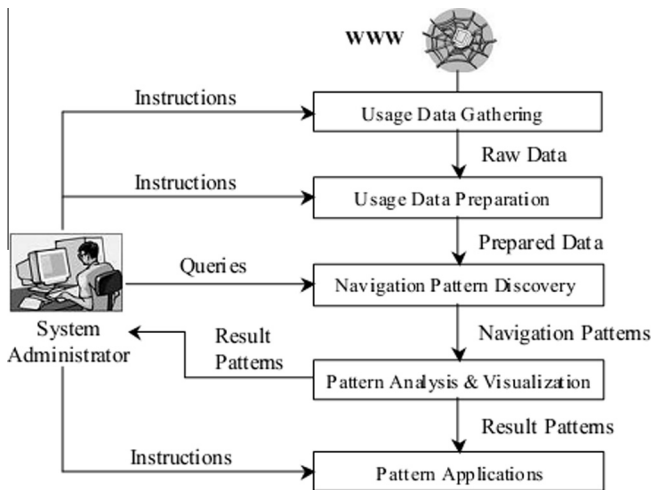 WWW
Instructions
Usage Data Gathering
Raw Data
Instructions
Usage Data Preparation
Prepared Data
Queries
Navigation Pattern Discovery
System
Administrator
Navigation Patterns
Result
Patterns
Pattern Analysis & Visualization
Result Patterns
Instructions
Pattern Applications